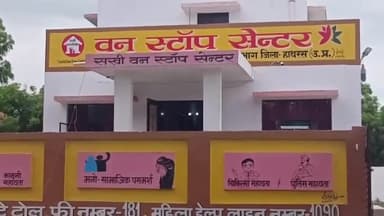 वन स्टॉप सेन्टर
सखी वन स्टॉप सेन्टर
भाग जिला- हाथरस (उ.प्र.)
कानूनी सहायता
मनो-सामाजिक परामर्श
चिकित्सा सहायता
पुलिस सहायता
टोल फ्री नम्बर-181, महिला हेल्प लाइन नम्बर-1090